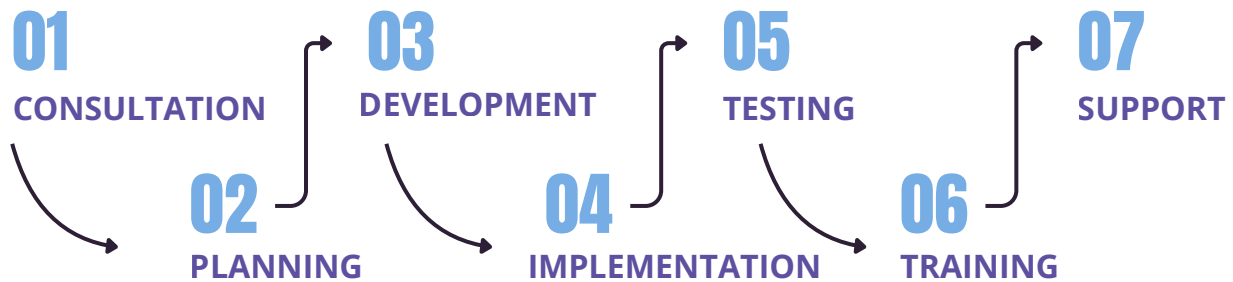 01
CONSULTATION
02
PLANNING
03
DEVELOPMENT
04
IMPLEMENTATION
05
TESTING
06
TRAINING
07
SUPPORT